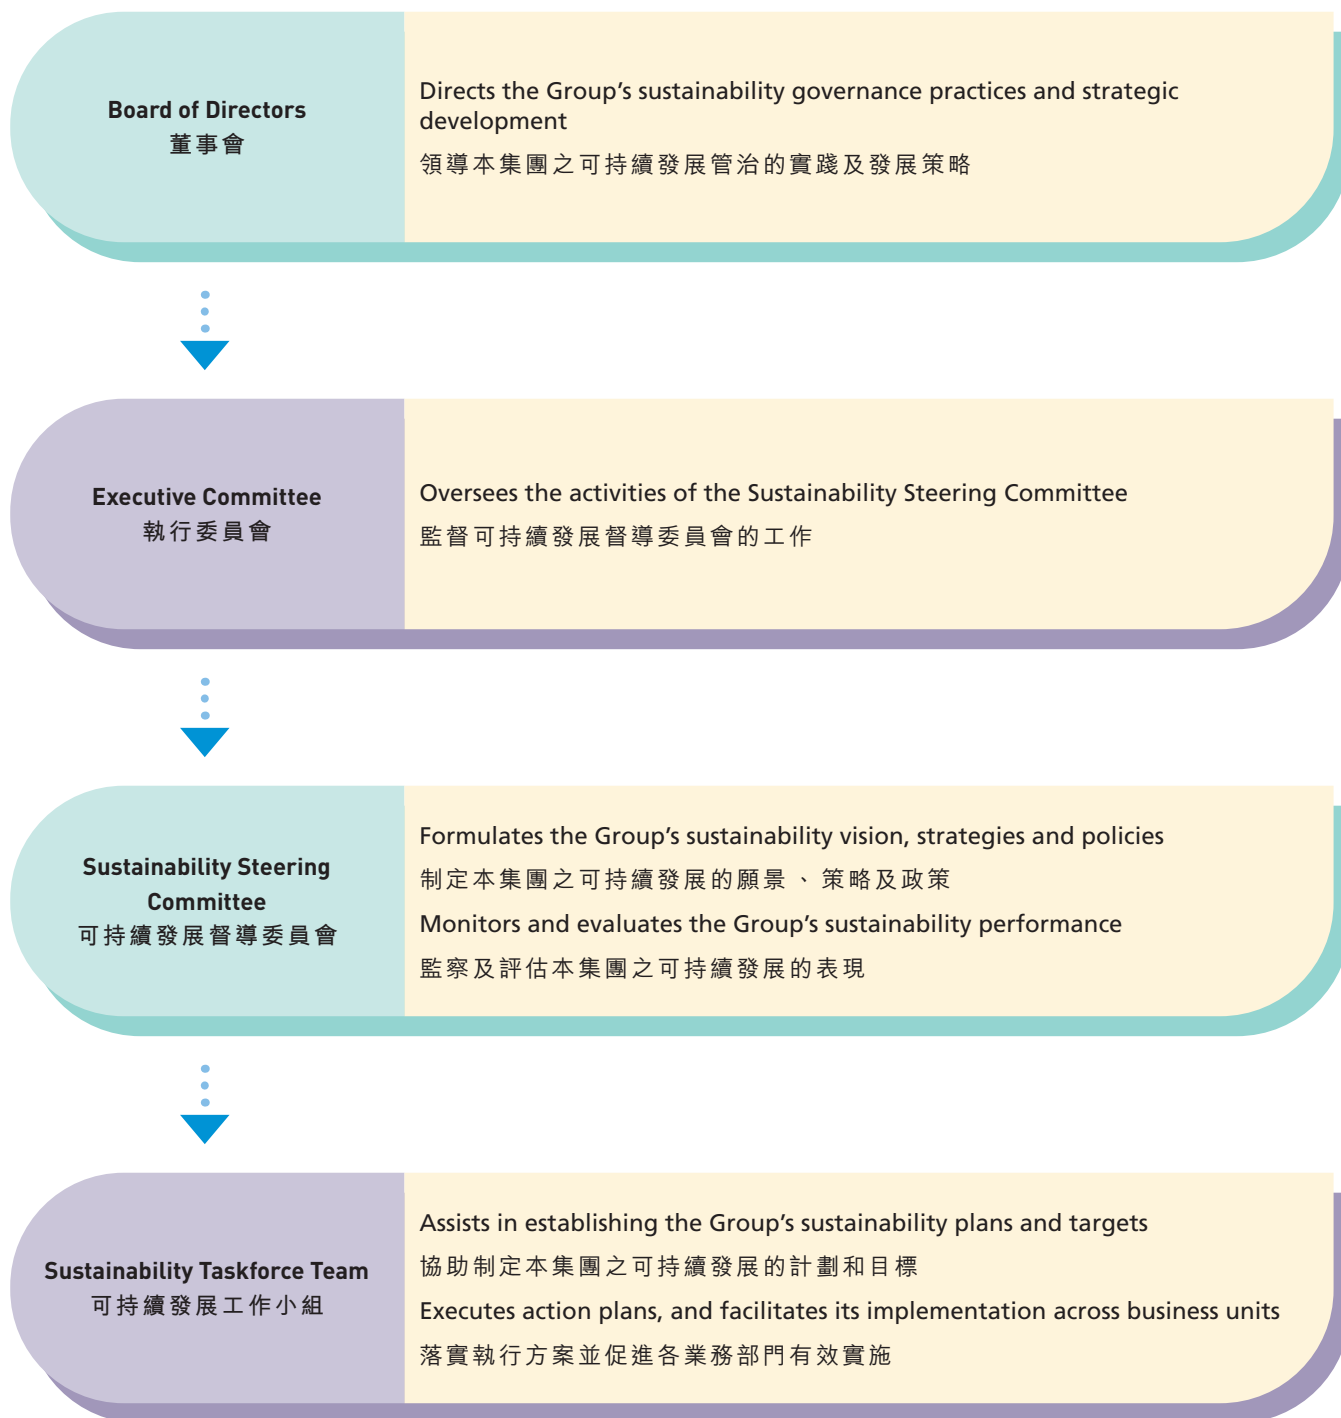 Board of Directors
董事會
Directs the Group’s sustainability governance practices and strategic
development
領導本集團之可持續發展管治的實踐及發展策略
Executive Committee
執行委員會
Oversees the activities of the Sustainability Steering Committee
監督可持續發展督導委員會的工作
Sustainability Steering
Committee
可持續發展督導委員會
Formulates the Group’s sustainability vision, strategies and policies
制定本集團之可持續發展的願景、策略及政策
Monitors and evaluates the Group’s sustainability performance
監察及評估本集團之可持續發展的表現
Sustainability Taskforce Team
可持續發展工作小組
Assists in establishing the Group’s sustainability plans and targets
協助制定本集團之可持續發展的計劃和目標
Executes action plans, and facilitates its implementation across business units
落實執行方案並促進各業務部門有效實施